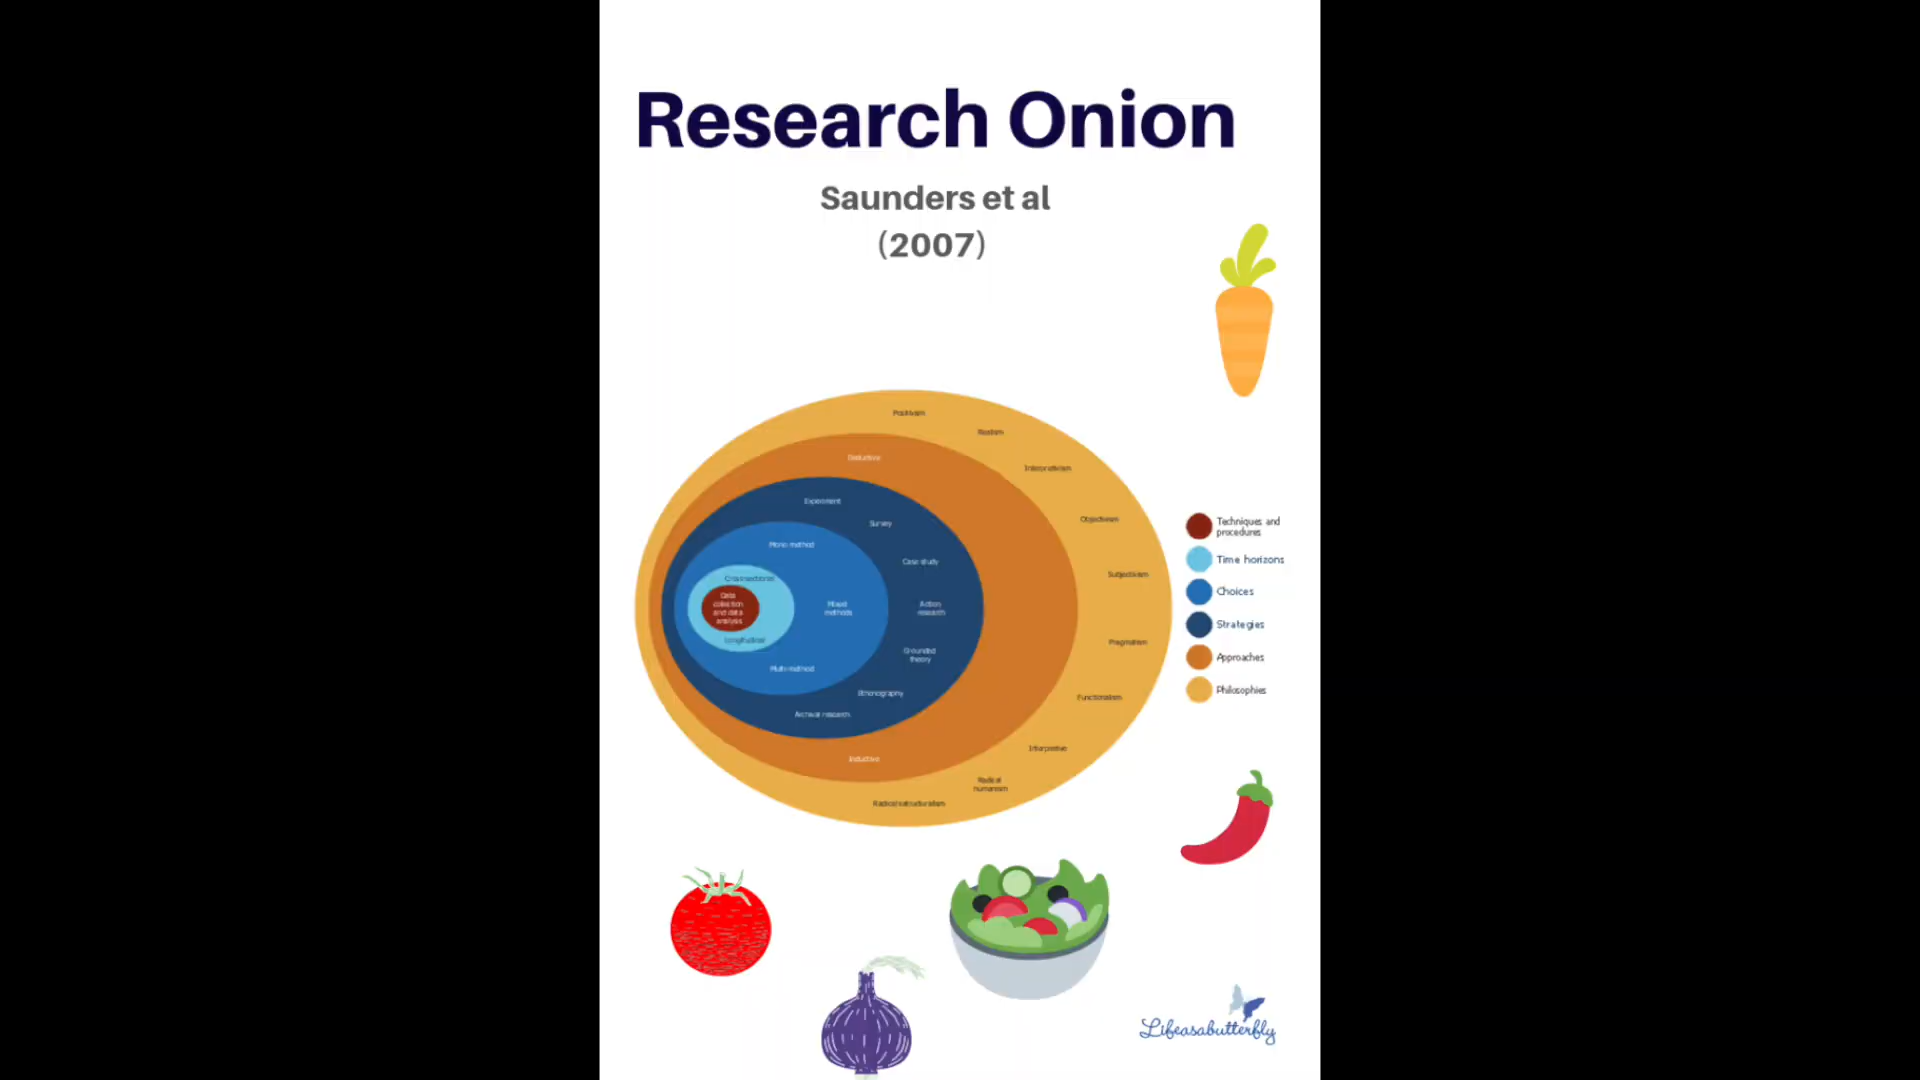 Research Onion
Saunders et al
(2007)
Positivism
Realism
Interpretivism
Objectivism
Subjectivism
Pragmatism
Functionalism
Interpretive
Radical
humanism
Radical structuralism
Deductive
Inductive
Experiment
Survey
Case study
Action
research
Grounded
theory
Ethnography
Archival research
Mono method
Mixed
methods
Multi-method
Cross-sectional
Data
collection
and data
analysis
Longitudinal
Techniques and
procedures
Time horizons
Choices
Strategies
Approaches
Philosophies
Lifeasabutterfly